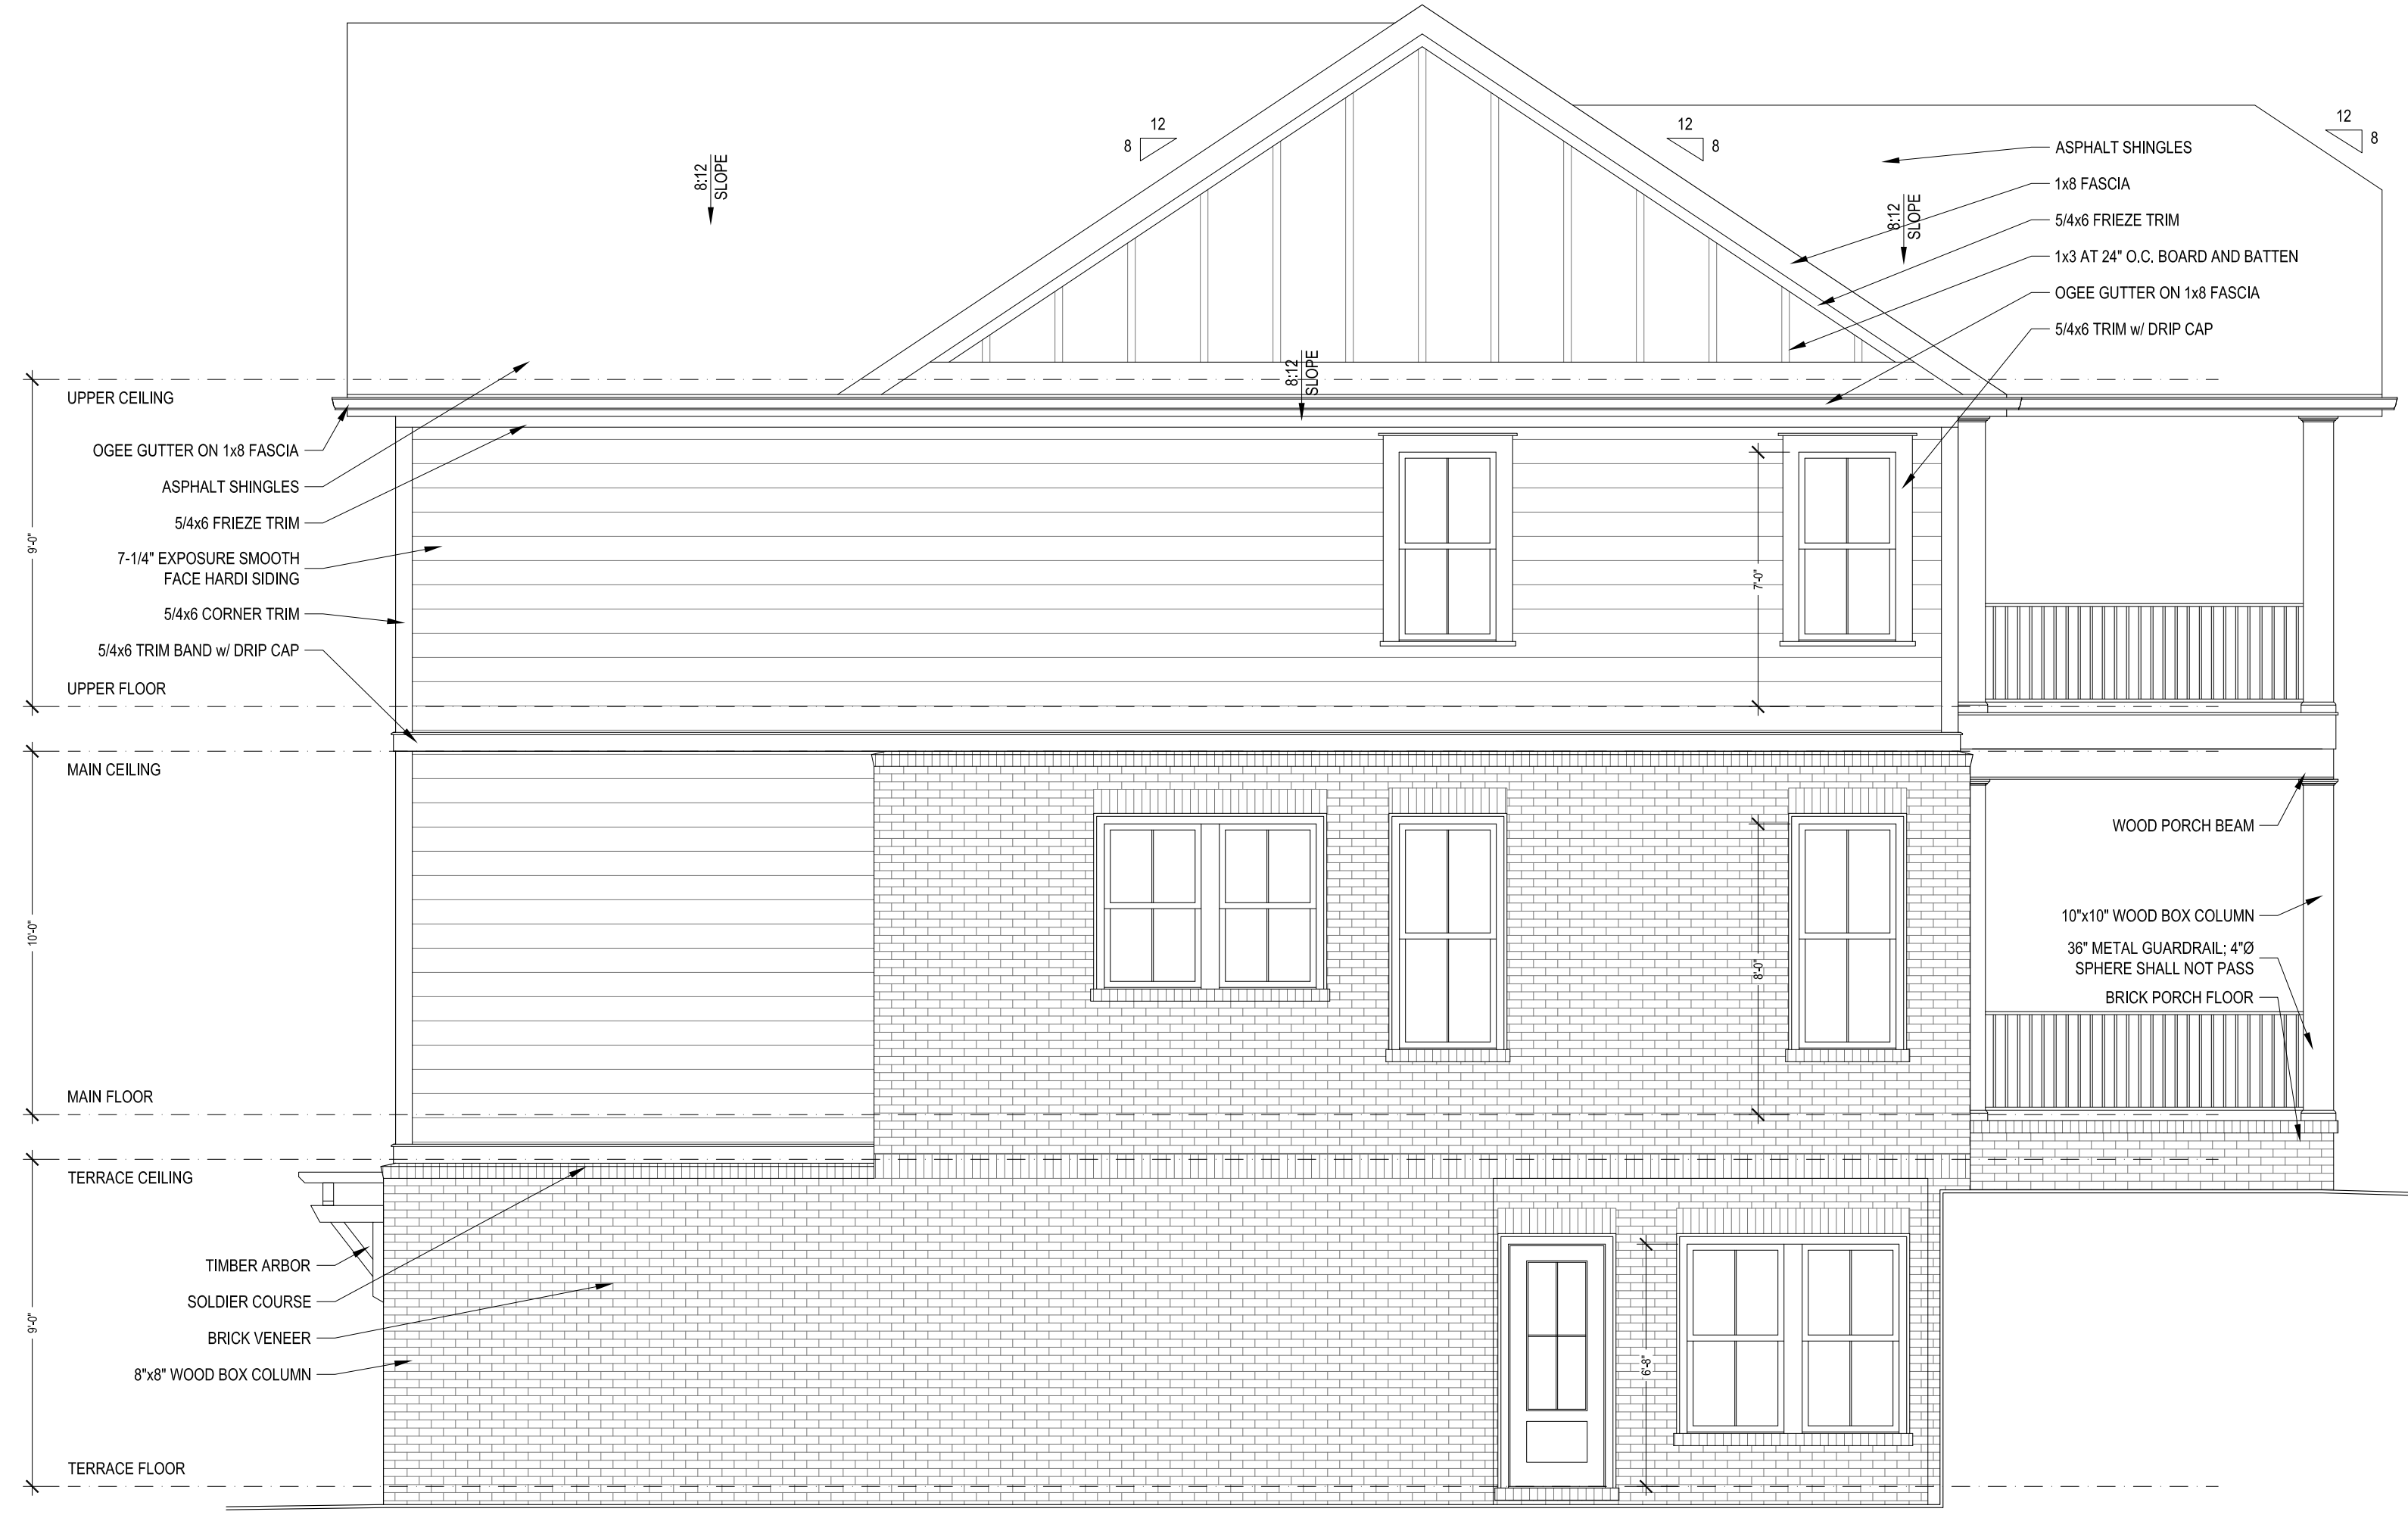 12
8
12
8
12
8
8:12
SLOPE
8:12
SLOPE
8:12
SLOPE
ASPHALT SHINGLES
1x8 FASCIA
5/4x6 FRIEZE TRIM
1x3 AT 24" O.C. BOARD AND BATTEN
OGEE GUTTER ON 1x8 FASCIA
5/4x6 TRIM w/ DRIP CAP
UPPER CEILING
OGEE GUTTER ON 1x8 FASCIA
ASPHALT SHINGLES
5/4x6 FRIEZE TRIM
7-1/4" EXPOSURE SMOOTH
FACE HARDI SIDING
5/4x6 CORNER TRIM
5/4x6 TRIM BAND w/ DRIP CAP
UPPER FLOOR
9'-0"
7'-0"
MAIN CEILING
10'-0"
8'-0"
MAIN FLOOR
WOOD PORCH BEAM
10"x10" WOOD BOX COLUMN
36" METAL GUARDRAIL; 4"Ø
SPHERE SHALL NOT PASS
BRICK PORCH FLOOR
TERRACE CEILING
TIMBER ARBOR
SOLDIER COURSE
BRICK VENEER
8"x8" WOOD BOX COLUMN
9'-0"
6'-8"
TERRACE FLOOR